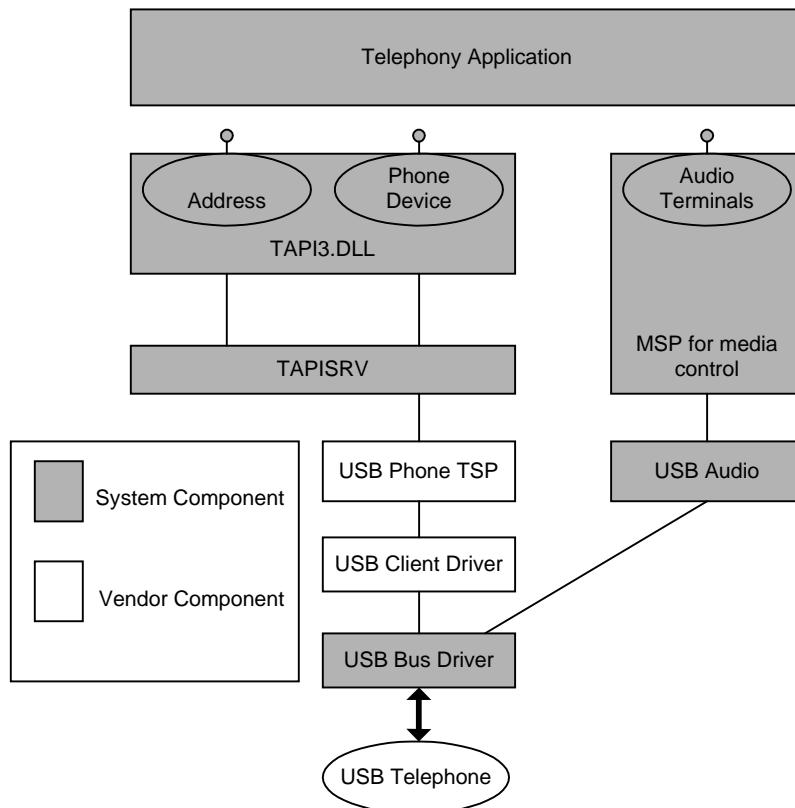 Telephony Application
Address
Phone
Device
Audio
Terminals
TAPI3.DLL
MSP for media
control
TAPISRV
USB Phone TSP
USB Audio
System Component
USB Client Driver
Vendor Component
USB Bus Driver
USB Telephone